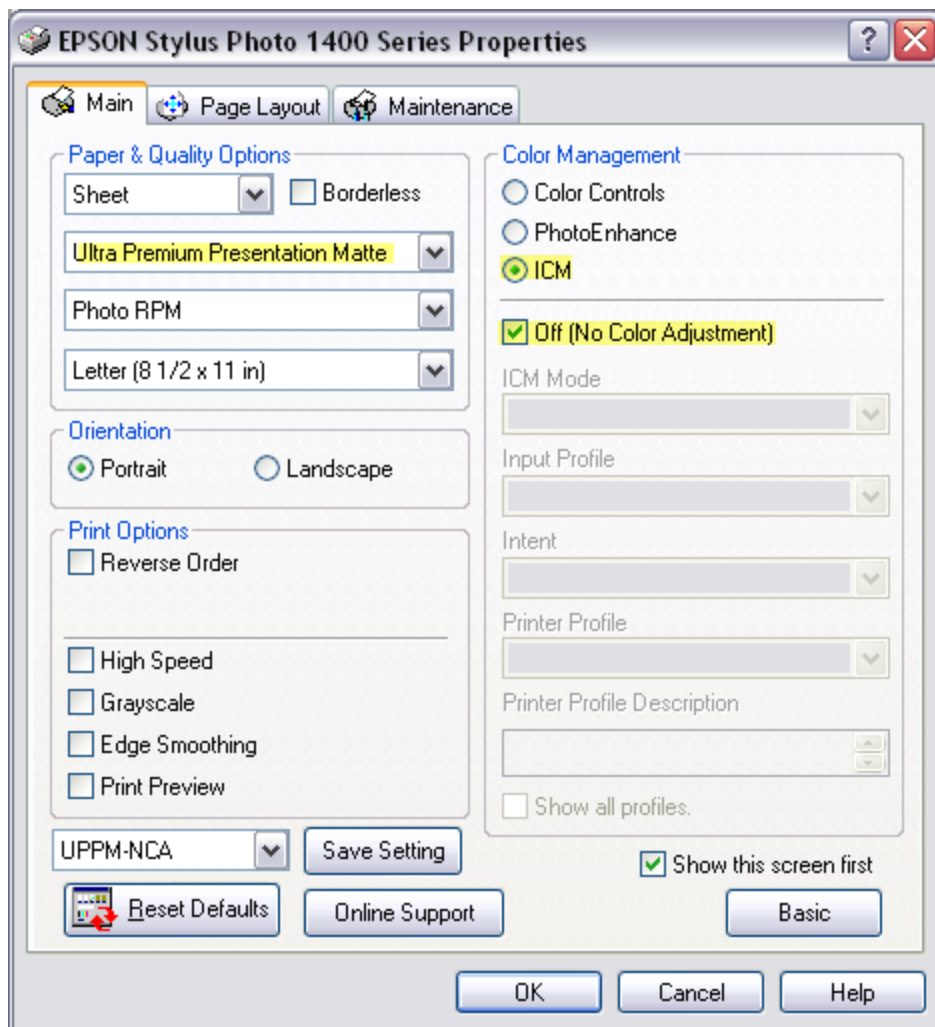 EPSON Stylus Photo 1400 Series Properties
?
Main
Page Layout
Maintenance
Paper & Quality Options
Sheet
Borderless
Ultra Premium Presentation Matte
Photo RPM
Letter (8 1/2 x 11 in)
Orientation
Portrait
Landscape
Print Options
Reverse Order
High Speed
Grayscale
Edge Smoothing
Print Preview
Color Management
Color Controls
PhotoEnhance
ICM
Off (No Color Adjustment)
ICM Mode
Input Profile
Intent
Printer Profile
Printer Profile Description
Show all profiles.
UPPM-NCA
Save Setting
Show this screen first
Reset Defaults
Online Support
Basic
OK
Cancel
Help